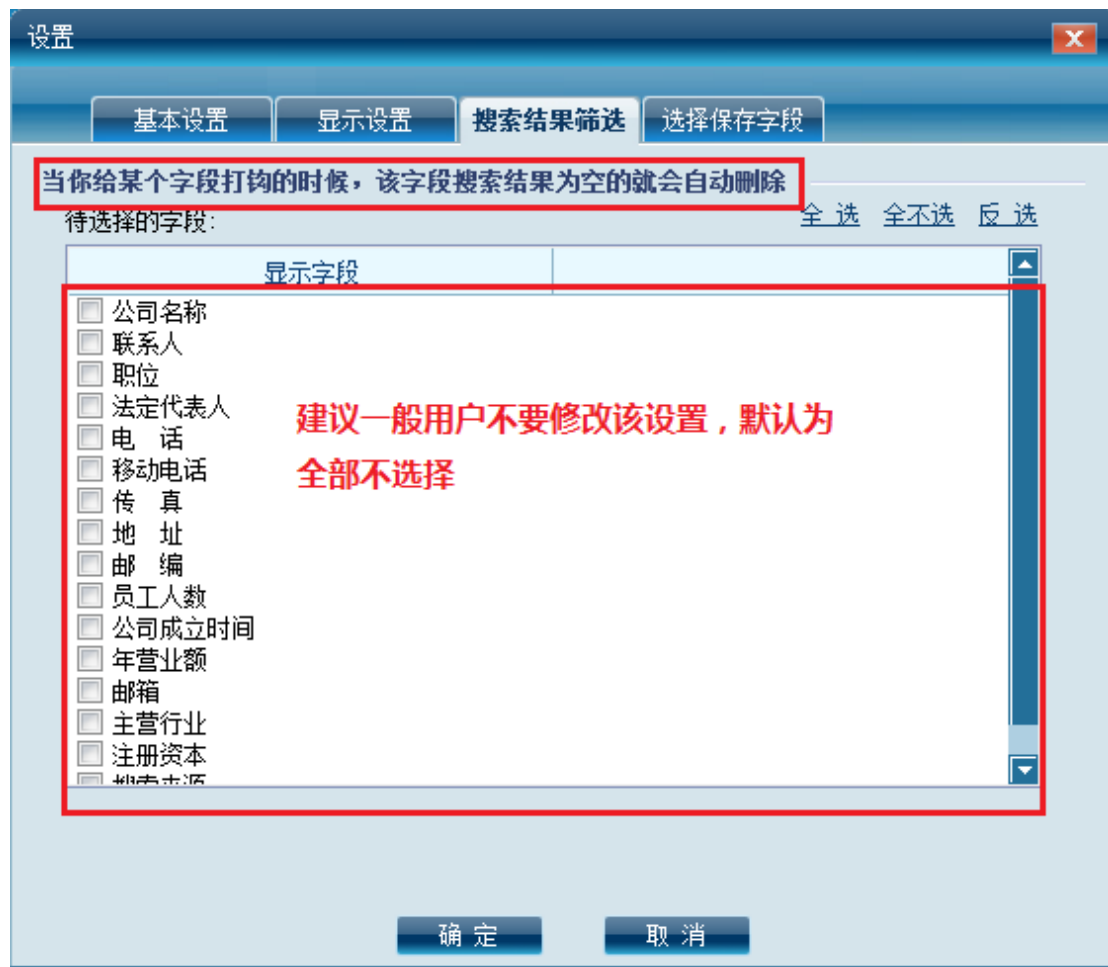 设置
基本设置 显示设置 搜索结果筛选 选择保存字段
当你给某个字段打钩的时候，该字段搜索结果为空的就会自动删除
待选择的字段: 全 选 全不选 反 选
显示字段
公司名称
联系人
职位
法定代表人
电 话
移动电话
传 真
地 址
邮 编
员工人数
公司成立时间
年营业额
邮箱
主营行业
注册资本
搜索来源
建议一般用户不要修改该设置，默认为
全部不选择
确 定 取 消